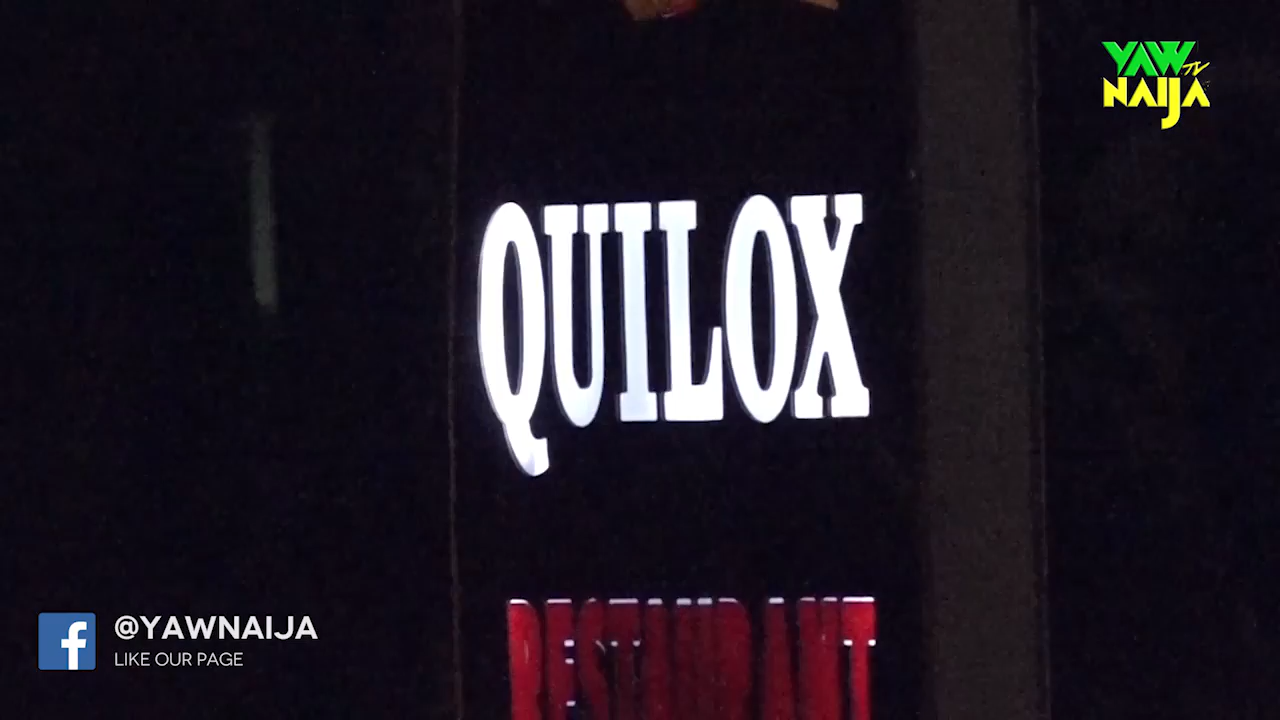 YAW TV
NAIJA
QUILOX
RESTAURANT
@YAWNAIJA
LIKE OUR PAGE